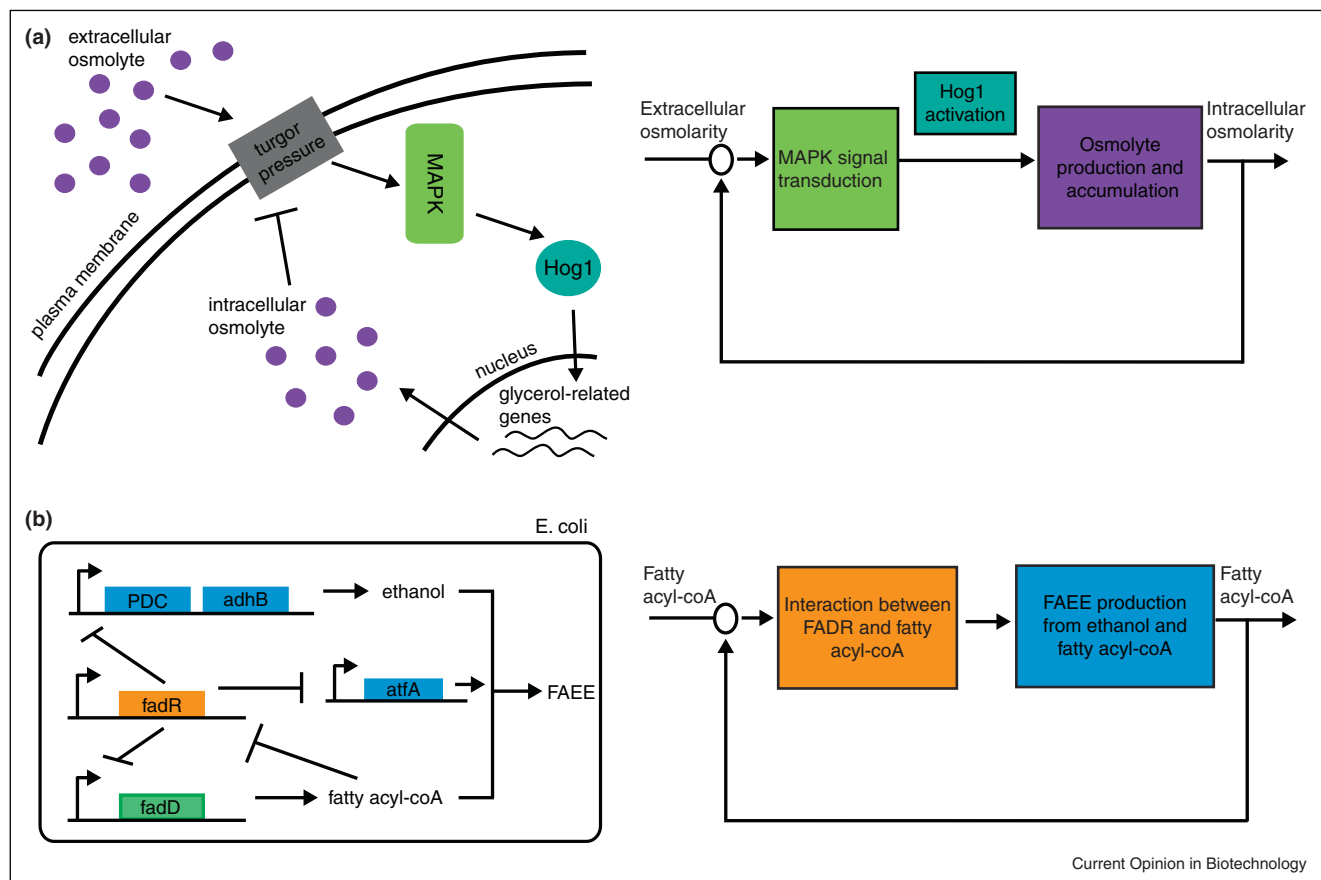 (a)
extracellular
osmolyte
turgor
pressure
MAPK
Hog1
plasma membrane
intracellular
osmolyte
nucleus
glycerol-related
genes
Extracellular
osmolarity
MAPK signal
transduction
Hog1
activation
Osmolyte
production and
accumulation
Intracellular
osmolarity
(b)
E. coli
PDC
adhB
ethanol
fadR
atfA
FAEE
fadD
fatty acyl-coA
Fatty
acyl-coA
Interaction between
FADR and fatty
acyl-coA
FAEE production
from ethanol and
fatty acyl-coA
Fatty
acyl-coA
Current Opinion in Biotechnology